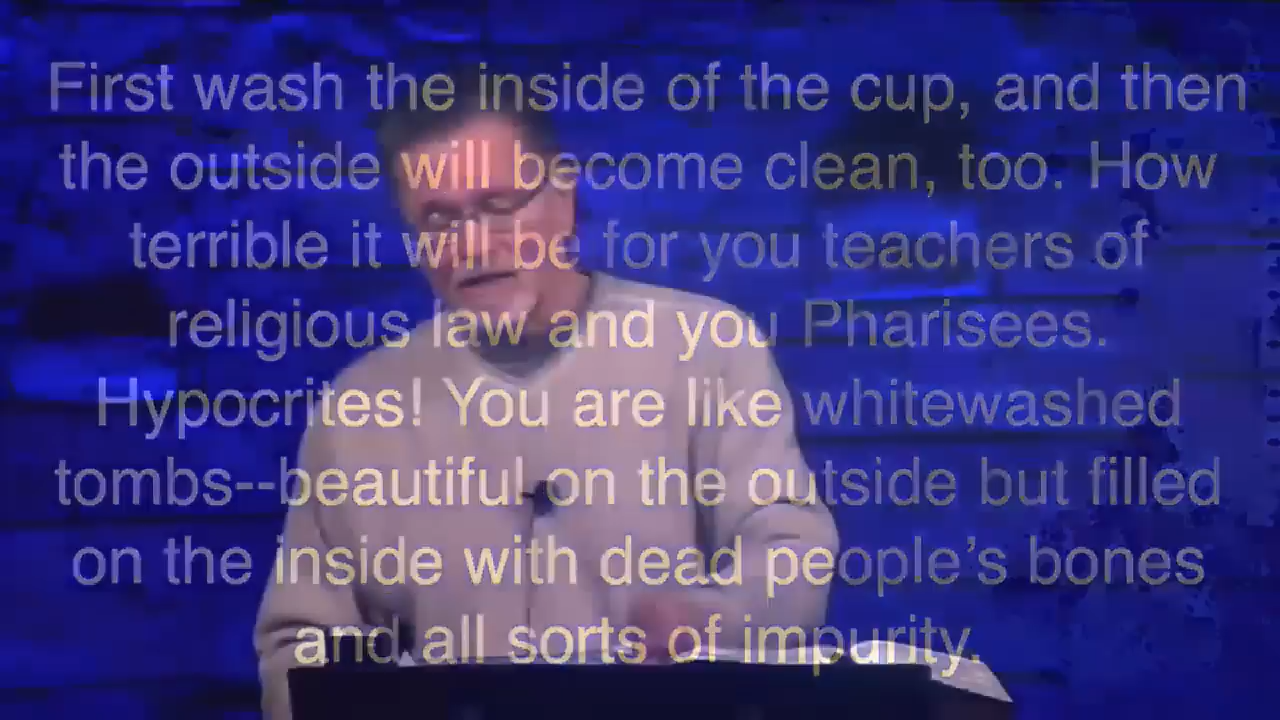 First wash the inside of the cup, and then
the outside will become clean, too. How
terrible it will be for you teachers of
religious law and you Pharisees.
Hypocrites! You are like whitewashed
tombs--beautiful on the outside but filled
on the inside with dead people’s bones
and all sorts of impurity.